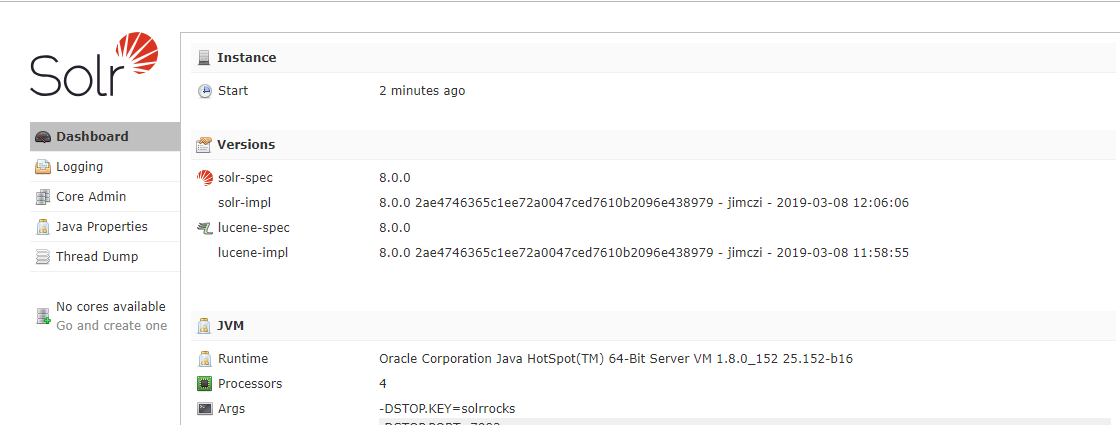 Solr
Dashboard
Logging
Core Admin
Java Properties
Thread Dump
No cores available
Go and create one
Instance
Start 2 minutes ago
Versions
solr-spec 8.0.0
solr-impl 8.0.0 2ae4746365c1ee72a0047ced7610b2096e438979 - jimczi - 2019-03-08 12:06:06
lucene-spec 8.0.0
lucene-impl 8.0.0 2ae4746365c1ee72a0047ced7610b2096e438979 - jimczi - 2019-03-08 11:58:55
JVM
Runtime Oracle Corporation Java HotSpot(TM) 64-Bit Server VM 1.8.0_152 25.152-b16
Processors 4
Args -DSTOP.KEY=solrrocks